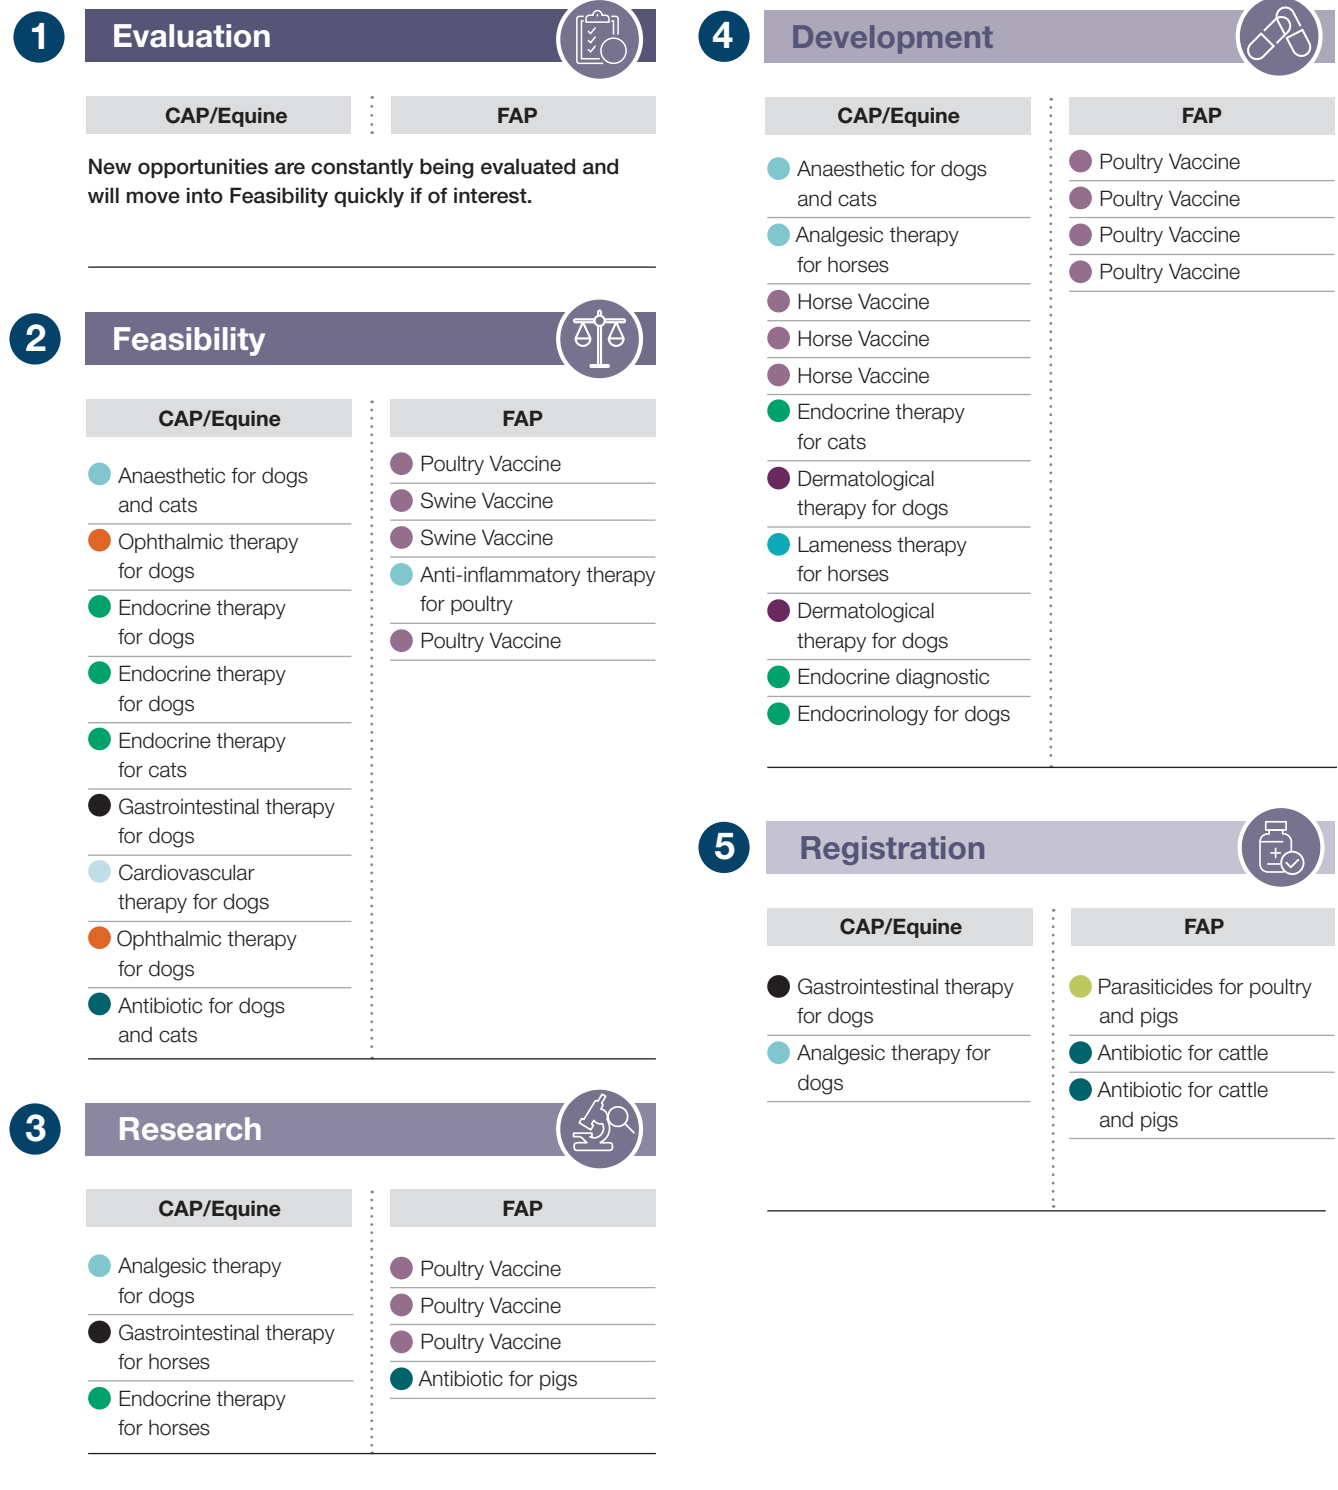 1
Evaluation
CAP/Equine
FAP
New opportunities are constantly being evaluated and
will move into Feasibility quickly if of interest.
2
Feasibility
CAP/Equine
Anaesthetic for dogs
and cats
Ophthalmic therapy
for dogs
Endocrine therapy
for dogs
Endocrine therapy
for dogs
Endocrine therapy
for cats
Gastrointestinal therapy
for dogs
Cardiovascular
therapy for dogs
Ophthalmic therapy
for dogs
Antibiotic for dogs
and cats
FAP
Poultry Vaccine
Swine Vaccine
Swine Vaccine
Anti-inflammatory therapy
for poultry
Poultry Vaccine
3
Research
CAP/Equine
Analgesic therapy
for dogs
Gastrointestinal therapy
for horses
Endocrine therapy
for horses
FAP
Poultry Vaccine
Poultry Vaccine
Poultry Vaccine
Antibiotic for pigs
4
Development
CAP/Equine
Anaesthetic for dogs
and cats
Analgesic therapy
for horses
Horse Vaccine
Horse Vaccine
Horse Vaccine
Endocrine therapy
for cats
Dermatological
therapy for dogs
Lameness therapy
for horses
Dermatological
therapy for dogs
Endocrine diagnostic
Endocrinology for dogs
FAP
Poultry Vaccine
Poultry Vaccine
Poultry Vaccine
Poultry Vaccine
5
Registration
CAP/Equine
Gastrointestinal therapy
for dogs
Analgesic therapy for
dogs
FAP
Parasiticides for poultry
and pigs
Antibiotic for cattle
Antibiotic for cattle
and pigs